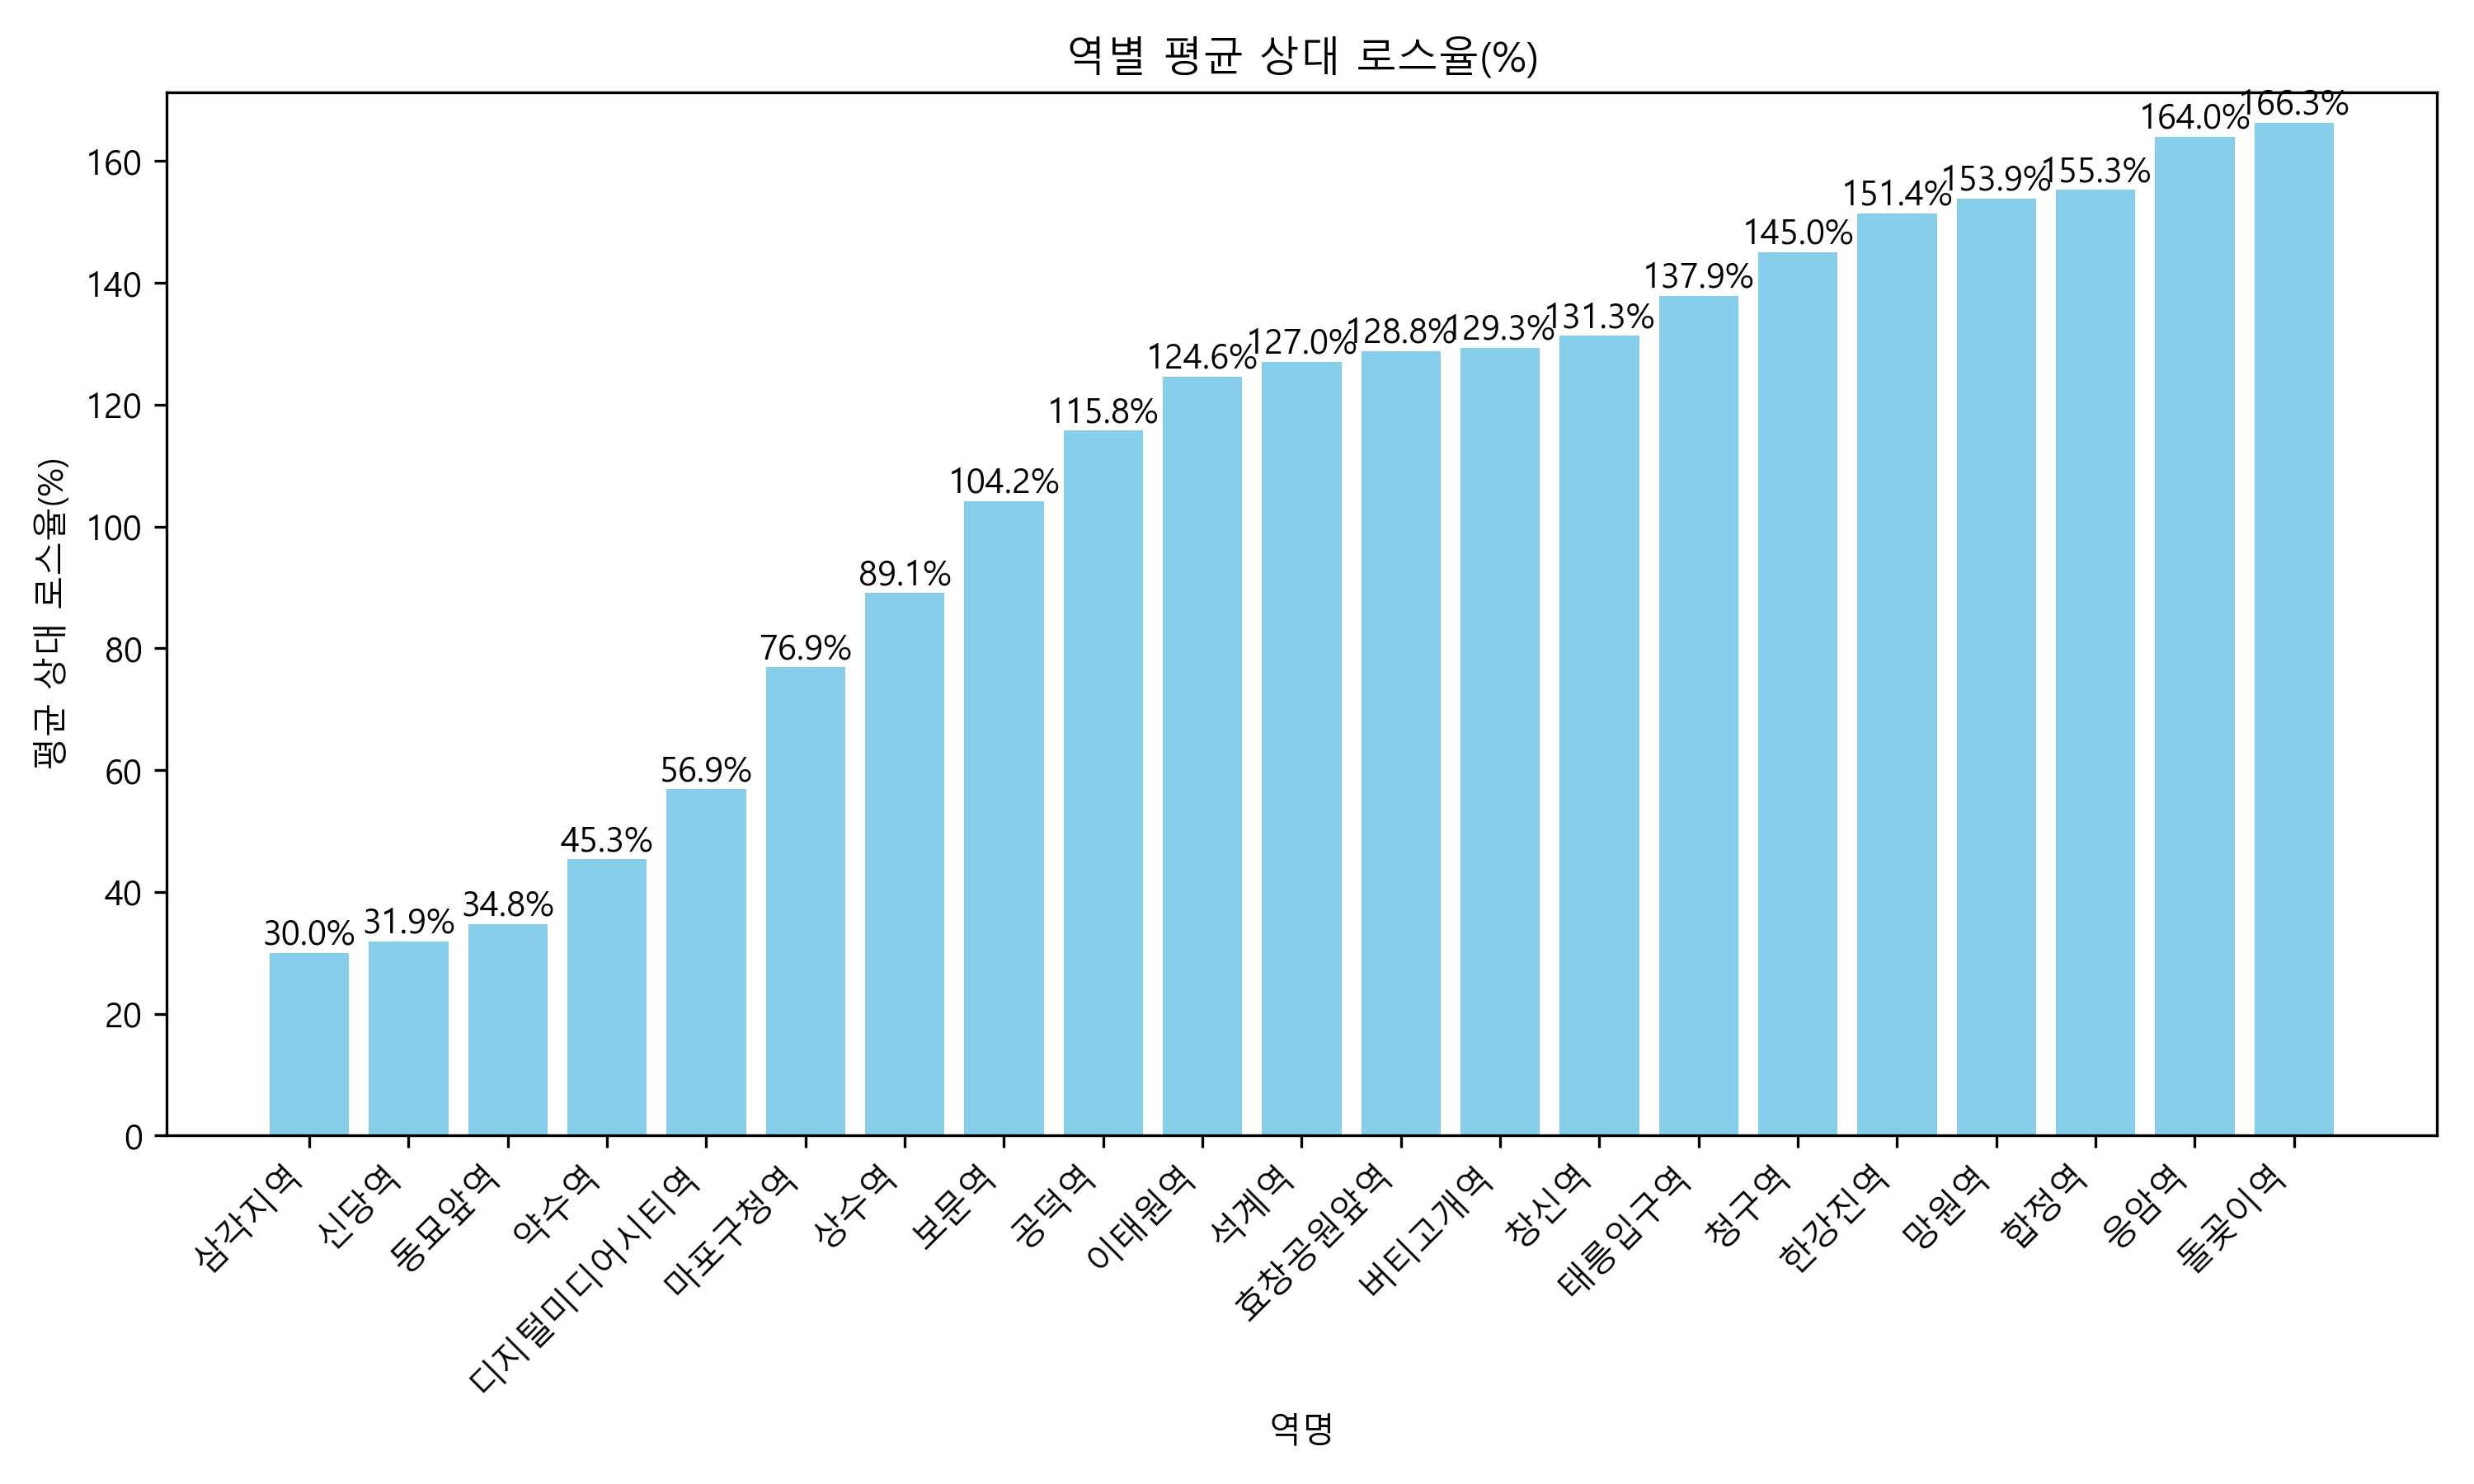 역별 평균 상대 로스율(%)
평균 상대 로스율(%)
160
140
120
100
80
60
40
20
0
30.0%
31.9%
34.8%
45.3%
56.9%
76.9%
89.1%
104.2%
115.8%
124.6%
127.0%
128.8%
129.3%
131.3%
137.9%
145.0%
151.4%
153.9%
155.3%
164.0%
166.3%
삼각지역
신당역
동묘앞역
약수역
디지털미디어시티역
마포구청역
상수역
보문역
공덕역
이태원역
석계역
효창공원앞역
버티고개역
창신역
태릉입구역
청구역
한강진역
망원역
합정역
응암역
돌곶이역
역명